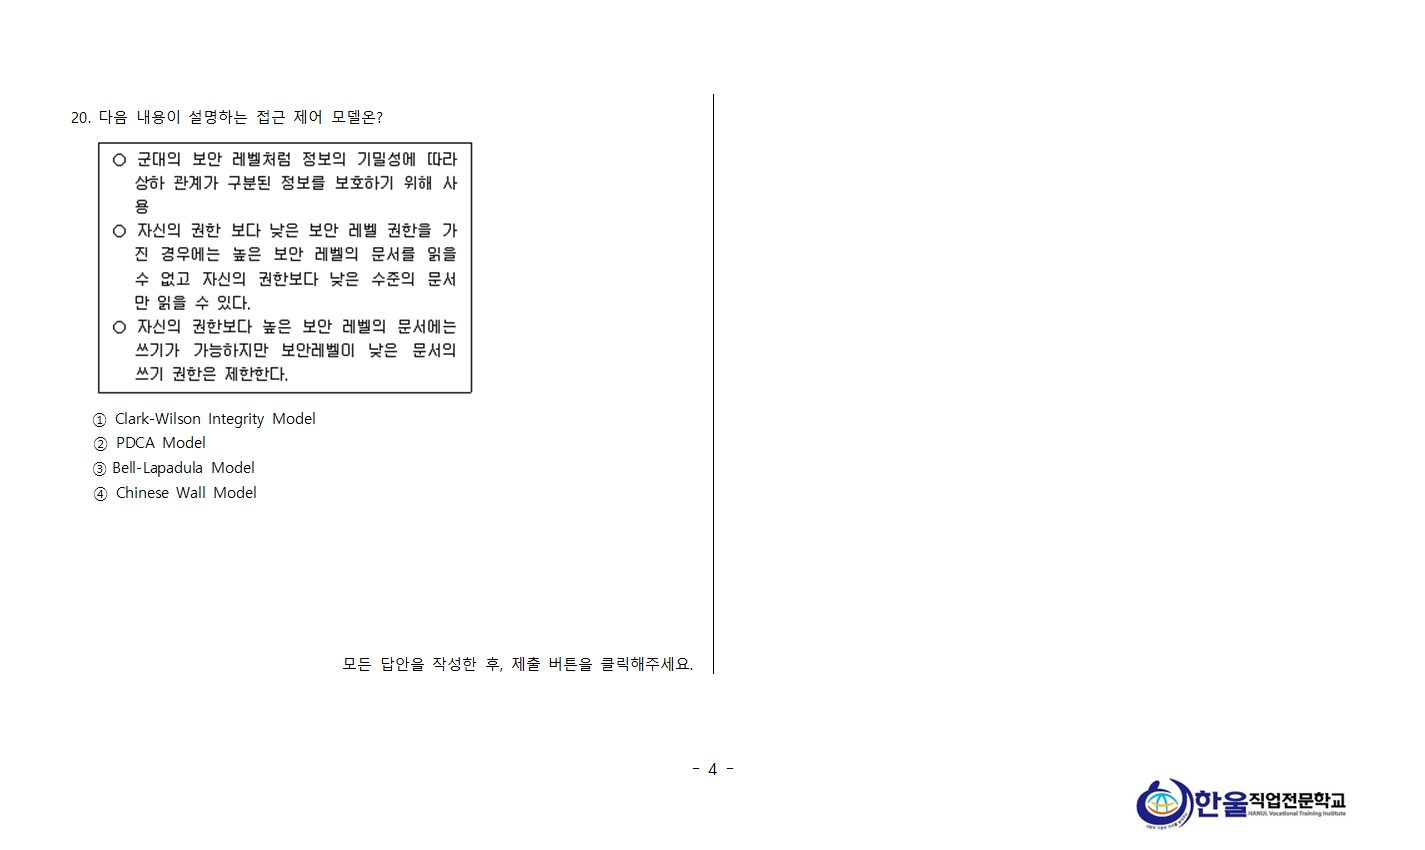 20. 다음 내용이 설명하는 접근 제어 모델온?
○ 군대의 보안 레벨처럼 정보의 기밀성에 따라
상하 관계가 구분된 정보를 보호하기 위해 사
용
○ 자신의 권한 보다 낮은 보안 레벨 권한을 가
진 경우에는 높은 보안 레벨의 문서를 읽을
수 없고 자신의 권한보다 낮은 수준의 문서
만 읽을 수 있다.
○ 자신의 권한보다 높은 보안 레벨의 문서에는
쓰기가 가능하지만 보안레벨이 낮은 문서의
쓰기 권한은 제한한다.
① Clark-Wilson Integrity Model
② PDCA Model
③ Bell-Lapadula Model
④ Chinese Wall Model
모든 답안을 작성한 후, 제출 버튼을 클릭해주세요.
- 4 -
한울직업전문학교
HANUL Vocational Training Institute